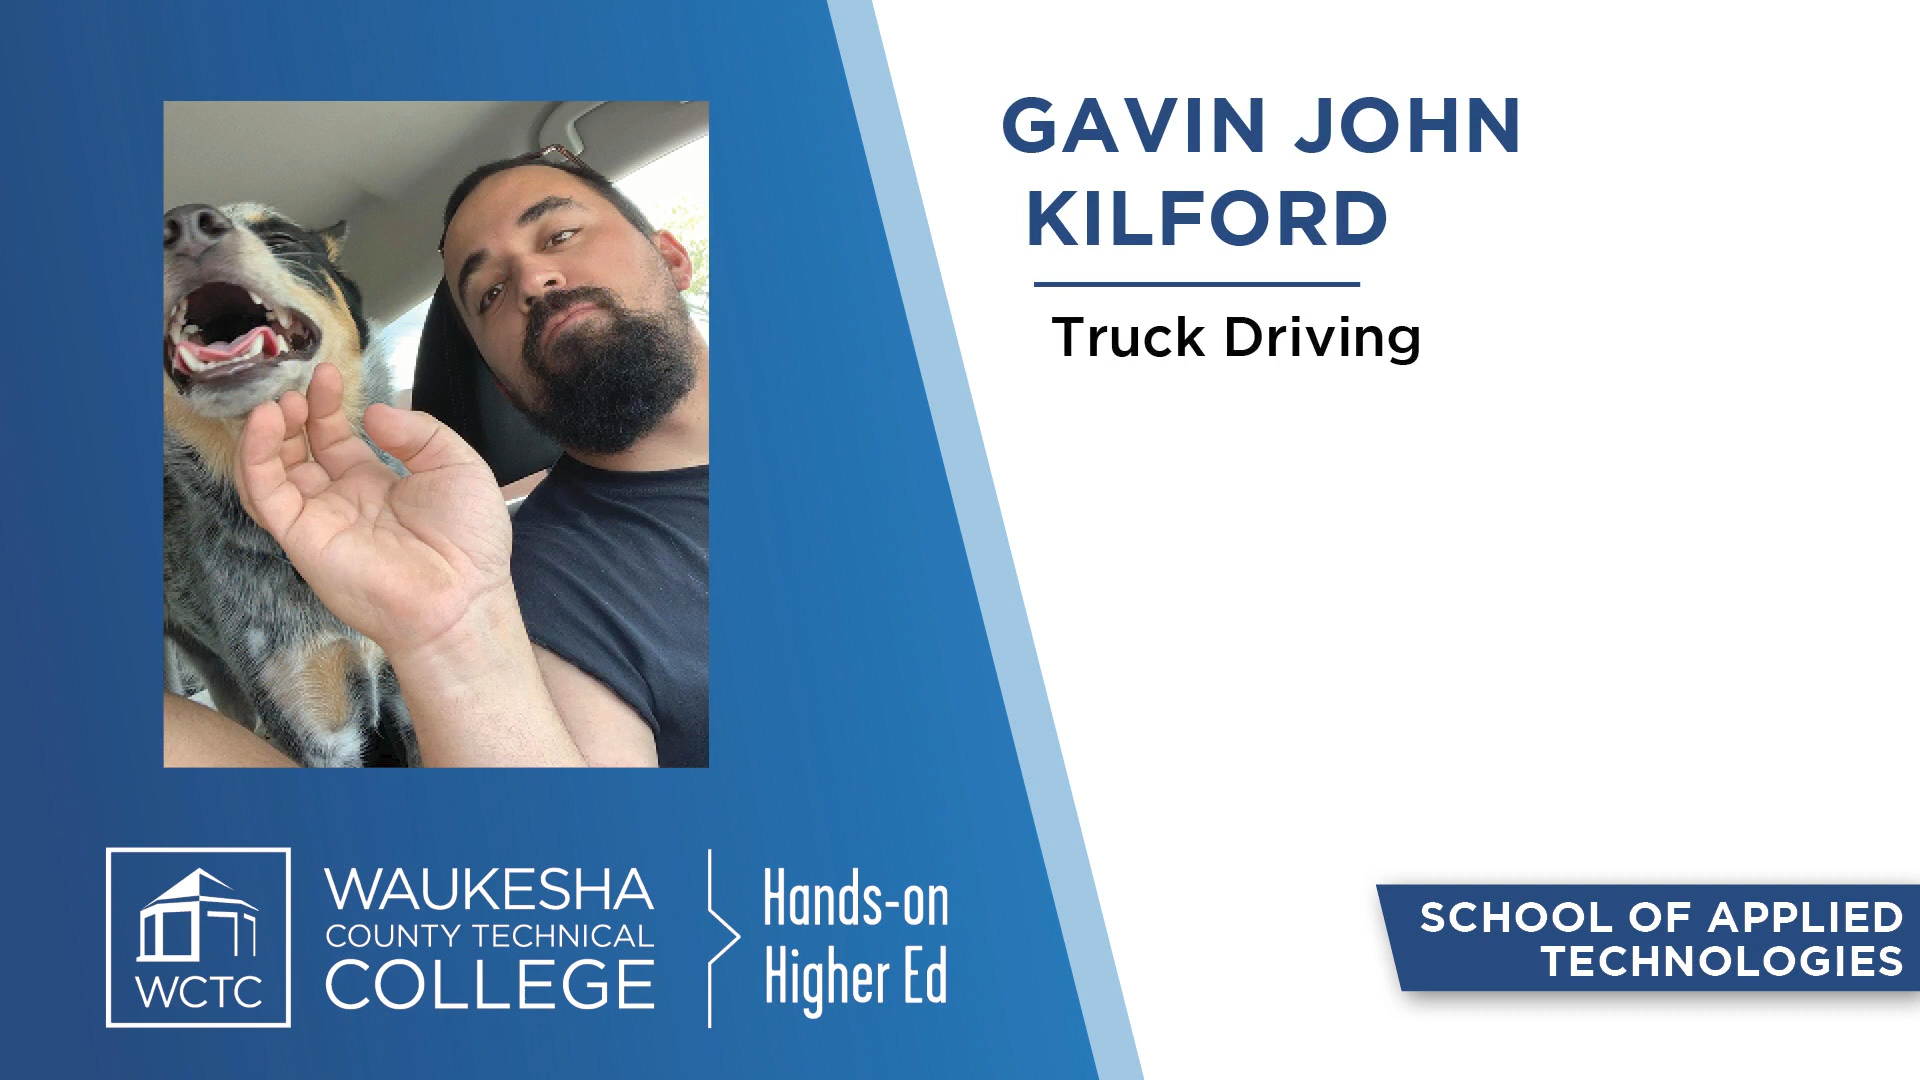 GAVIN JOHN
KILFORD
Truck Driving
WCTC
WAUKESHA
COUNTY TECHNICAL
COLLEGE
Hands-on
Higher Ed
SCHOOL OF APPLIED
TECHNOLOGIES